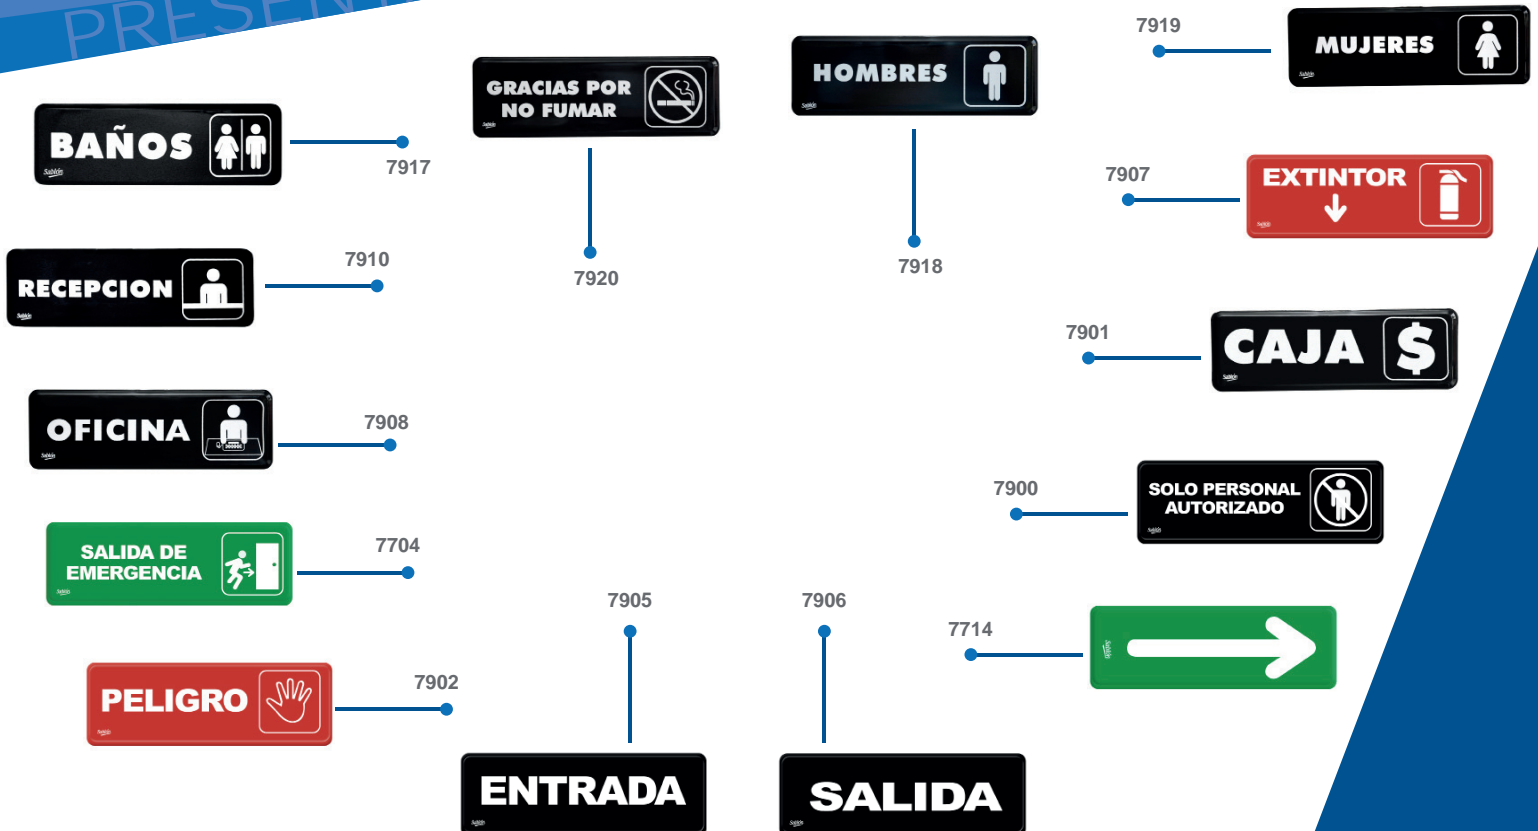 PRESENT
7919
MUJERES
HOMBRES
GRACIAS POR
NO FUMAR
BAÑOS
7917
7907
EXTINTOR
7910
RECEPCION
7920
7918
7901
CAJA $
7908
OFICINA
7900
SOLO PERSONAL
AUTORIZADO
7704
SALIDA DE
EMERGENCIA
7905
7906
7714
7902
PELIGRO
ENTRADA
SALIDA